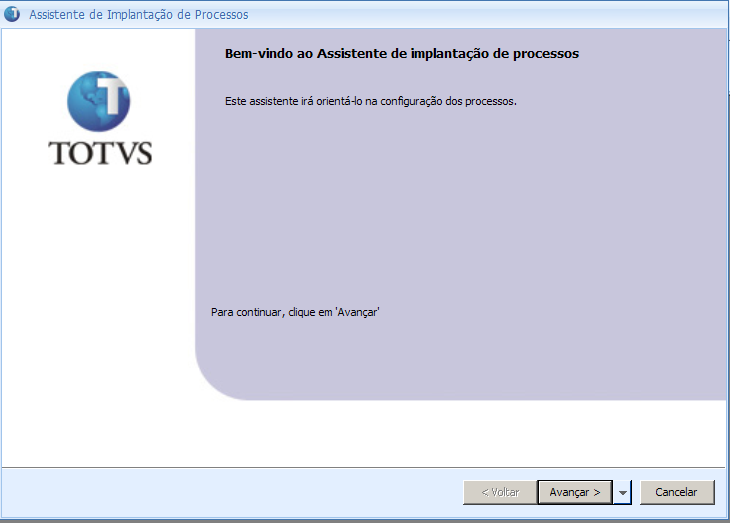 Assistente de Implantação de Processos
Bem-vindo ao Assistente de implantação de processos
Este assistente irá orientá-lo na configuração dos processos.
T
TOTVS
Para continuar, clique em 'Avançar'
< Voltar
Avançar >
Cancelar